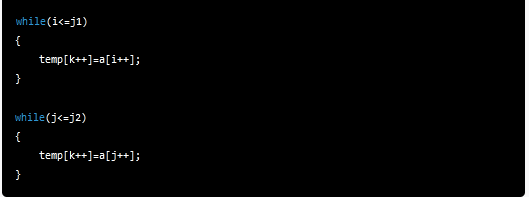 while(i<=j1)
{
    temp[k++]=a[i++];
}

while(j<=j2)
{
    temp[k++]=a[j++];
}